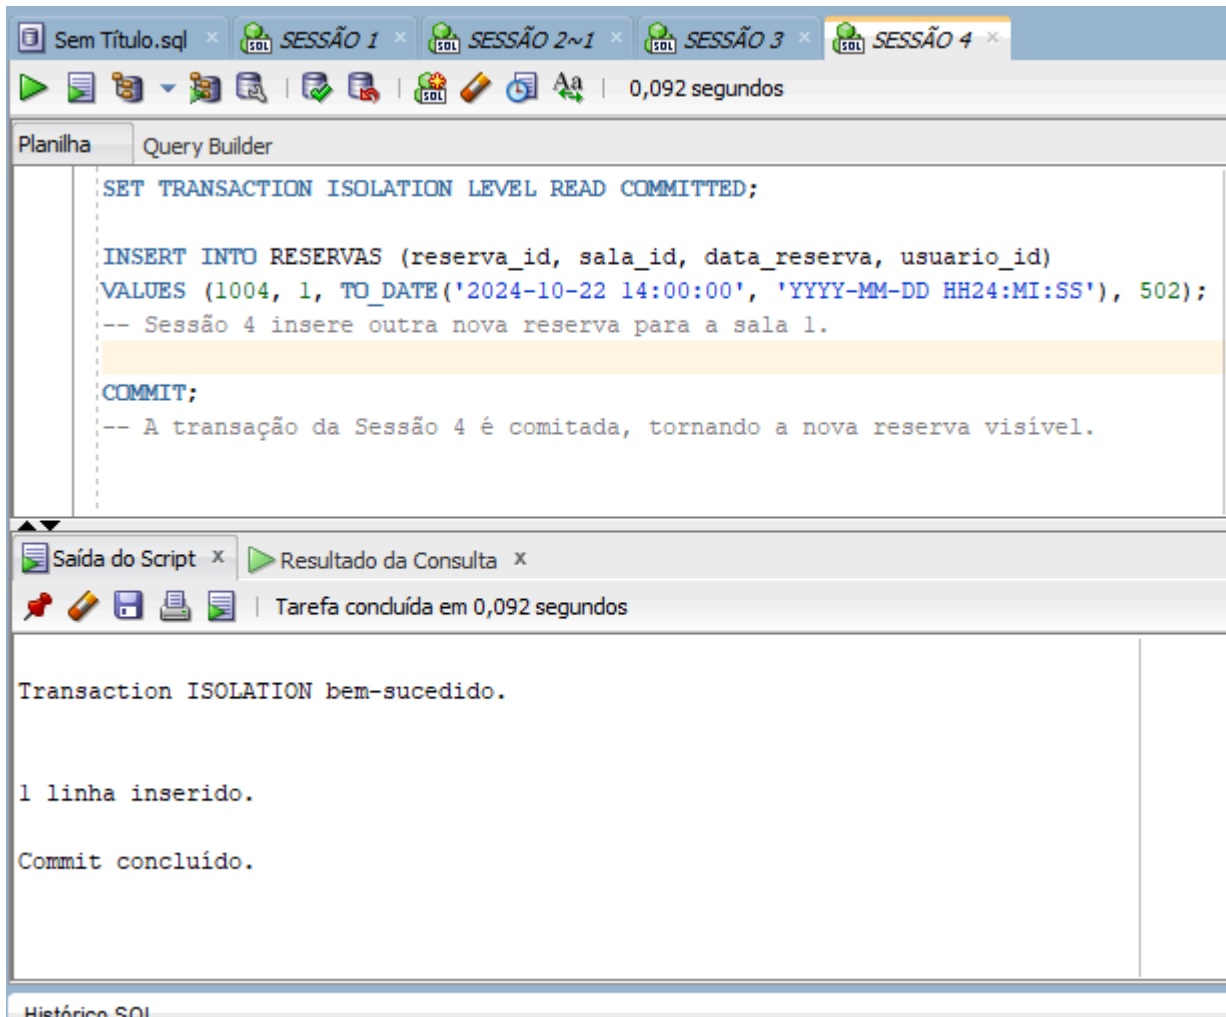 Sem Título.sql SESSÃO 1 SESSÃO 2~1 SESSÃO 3 SESSÃO 4
0,092 segundos
Planilha Query Builder
SET TRANSACTION ISOLATION LEVEL READ COMMITTED;
INSERT INTO RESERVAS (reserva_id, sala_id, data_reserva, usuario_id)
VALUES (1004, 1, TO_DATE('2024-10-22 14:00:00', 'YYYY-MM-DD HH24:MI:SS'), 502);
-- Sessão 4 insere outra nova reserva para a sala 1.
COMMIT;
-- A transação da Sessão 4 é comitada, tornando a nova reserva visível.
Saída do Script x Resultado da Consulta x
Tarefa concluída em 0,092 segundos
Transaction ISOLATION bem-sucedido.
1 linha inserido.
Commit concluído.
Histórico SQL